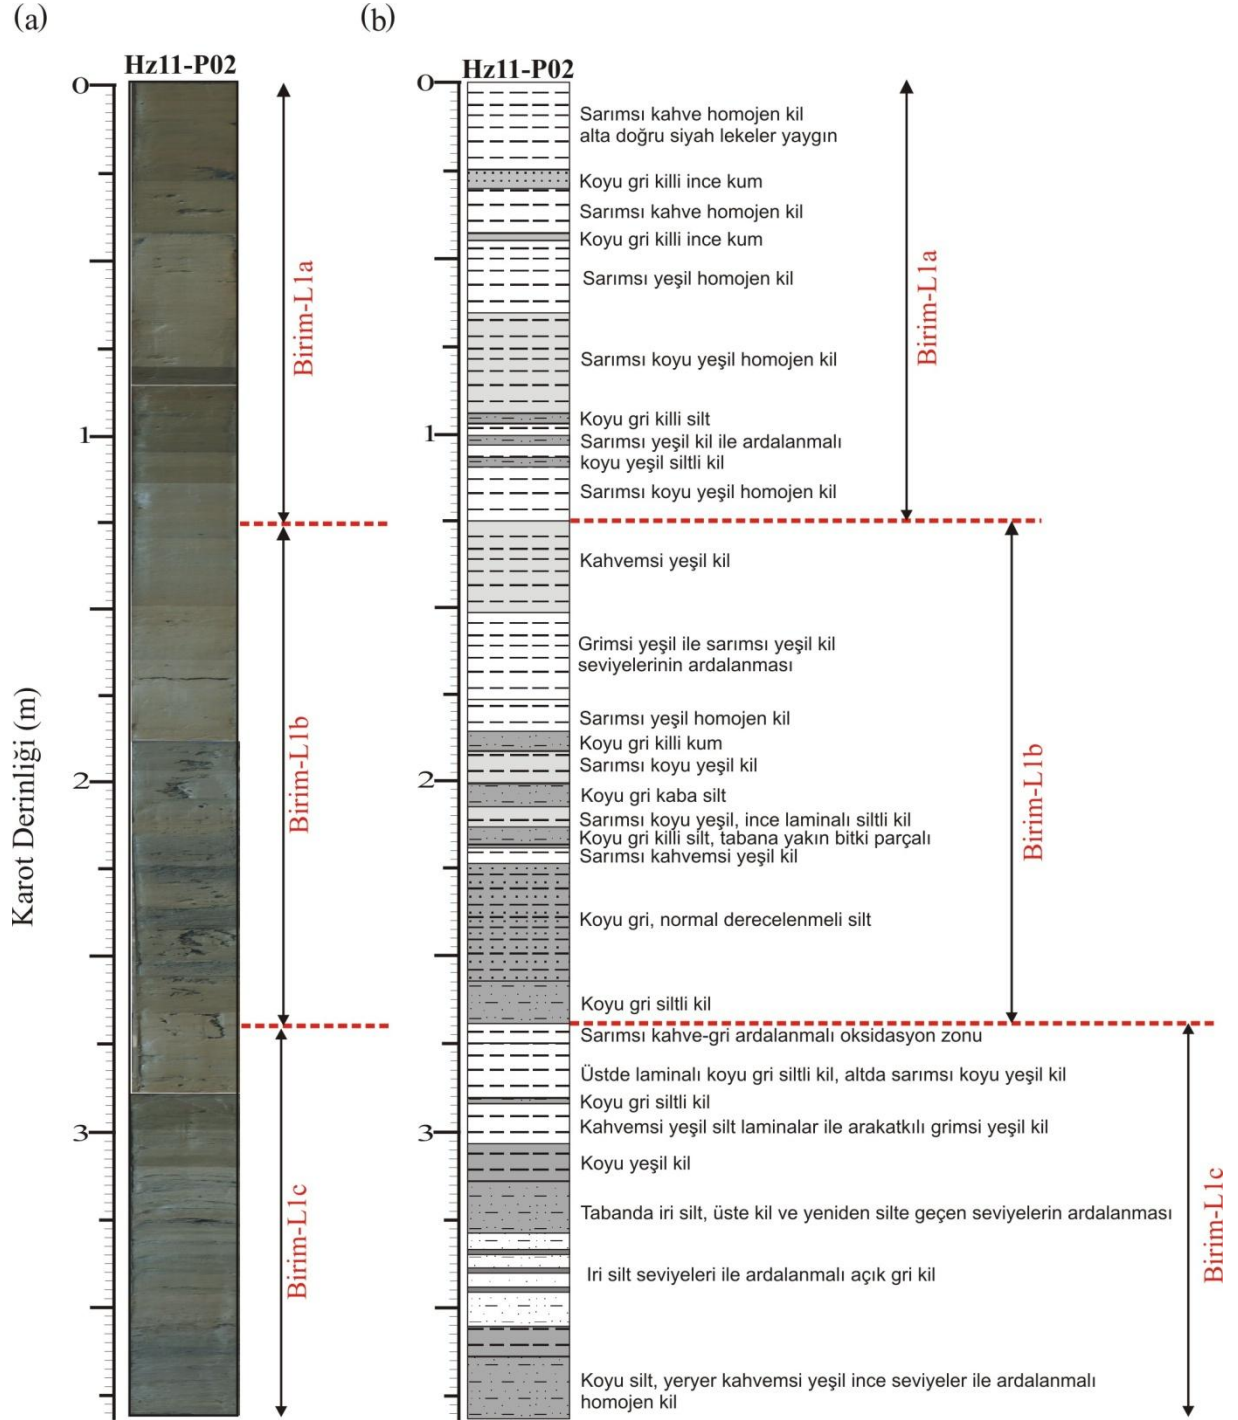 (a)
(b)
Hz11-P02
Hz11-P02
0
0
Sarımsı kahve homojen kil
alta doğru siyah lekeler yaygın
Koyu gri killi ince kum
Sarımsı kahve homojen kil
Koyu gri killi ince kum
Sarımsı yeşil homojen kil
Birim-L1a
Birim-L1a
Sarımsı koyu yeşil homojen kil
Koyu gri killi silt
1
1
Sarımsı yeşil kil ile ardalanmalı
koyu yeşil siltli kil
Sarımsı koyu yeşil homojen kil
Kahvemsi yeşil kil
Grimsi yeşil ile sarımsı yeşil kil
seviyelerinin ardalanması
Sarımsı yeşil homojen kil
Koyu gri killi kum
Birim-L1b
Birim-L1b
Sarımsı koyu yeşil kil
2
2
Koyu gri kaba silt
Sarımsı koyu yeşil, ince laminalı siltli kil
Koyu gri killi silt, tabana yakın bitki parçalı
Sarımsı kahvemsi yeşil kil
Karot Derinliği (m)
Koyu gri, normal derecelenmeli silt
Koyu gri siltli kil
Sarımsı kahve-gri ardalanmalı oksidasyon zonu
Üstde laminalı koyu gri siltli kil, altda sarımsı koyu yeşil kil
Koyu gri siltli kil
Kahvemsi yeşil silt laminalar ile arakatkılı grimsi yeşil kil
3
3
Koyu yeşil kil
Tabanda iri silt, üste kil ve yeniden silte geçen seviyelerin ardalanması
Birim-L1c
Birim-L1c
Iri silt seviyeleri ile ardalanmalı açık gri kil
Koyu silt, yeryer kahvemsi yeşil ince seviyeler ile ardalanmalı
homojen kil